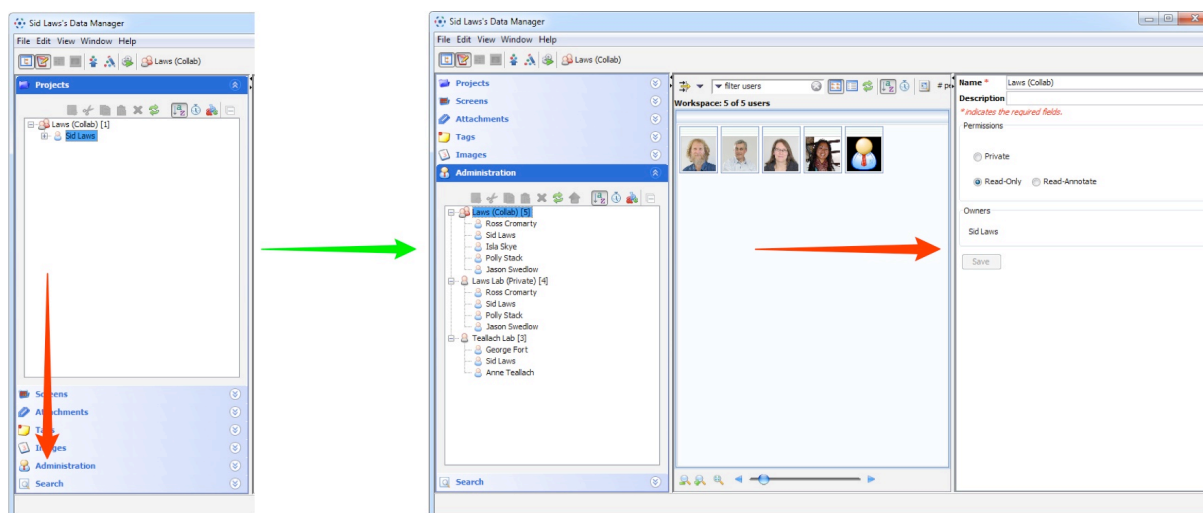 Sid Laws's Data Manager
File Edit View Window Help
Laws (Collab)
Projects
Laws (Collab) [1]
Sid Laws
Screens
Attachments
Images
Administration
Search
Sid Laws's Data Manager
File Edit View Window Help
Laws (Collab)
Projects
Screens
Attachments
Tags
Images
Administration
Laws (Collab) [5]
Ross Cromarty
Sid Laws
Isla Skye
Polly Stack
Jason Swedlow
Laws Lab (Private) [4]
Ross Cromarty
Sid Laws
Polly Stack
Jason Swedlow
Teallach Lab [3]
George Fort
Sid Laws
Anne Teallach
Search
filter users
Workspace: 5 of 5 users
Name * Laws (Collab)
Description
* indicates the required fields.
Permissions
Private
Read-Only Read-Annotate
Owners
Sid Laws
Save